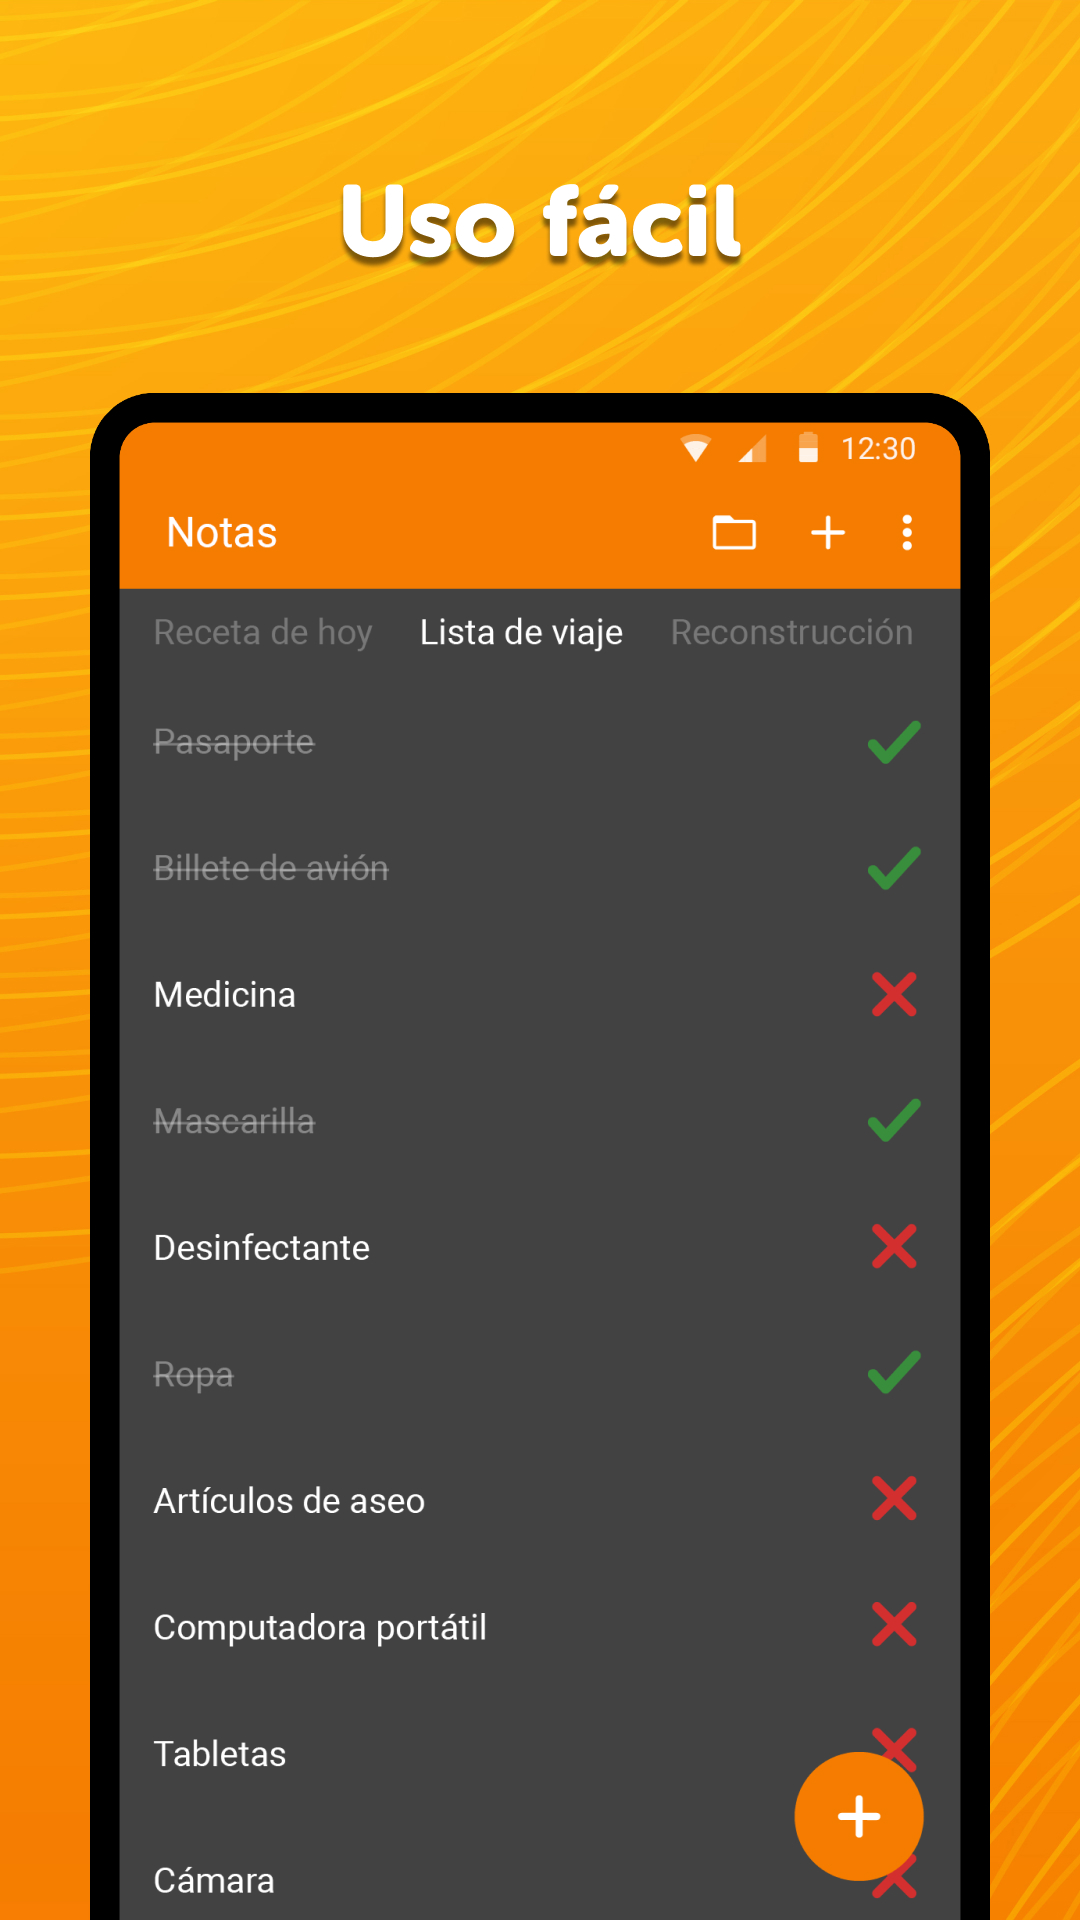 Uso fácil
12:30
Notas
Receta de hoy Lista de viaje Reconstrucción
Pasaporte
Billete de avión
Medicina
Mascarilla
Desinfectante
Ropa
Artículos de aseo
Computadora portátil
Tabletas
Cámara